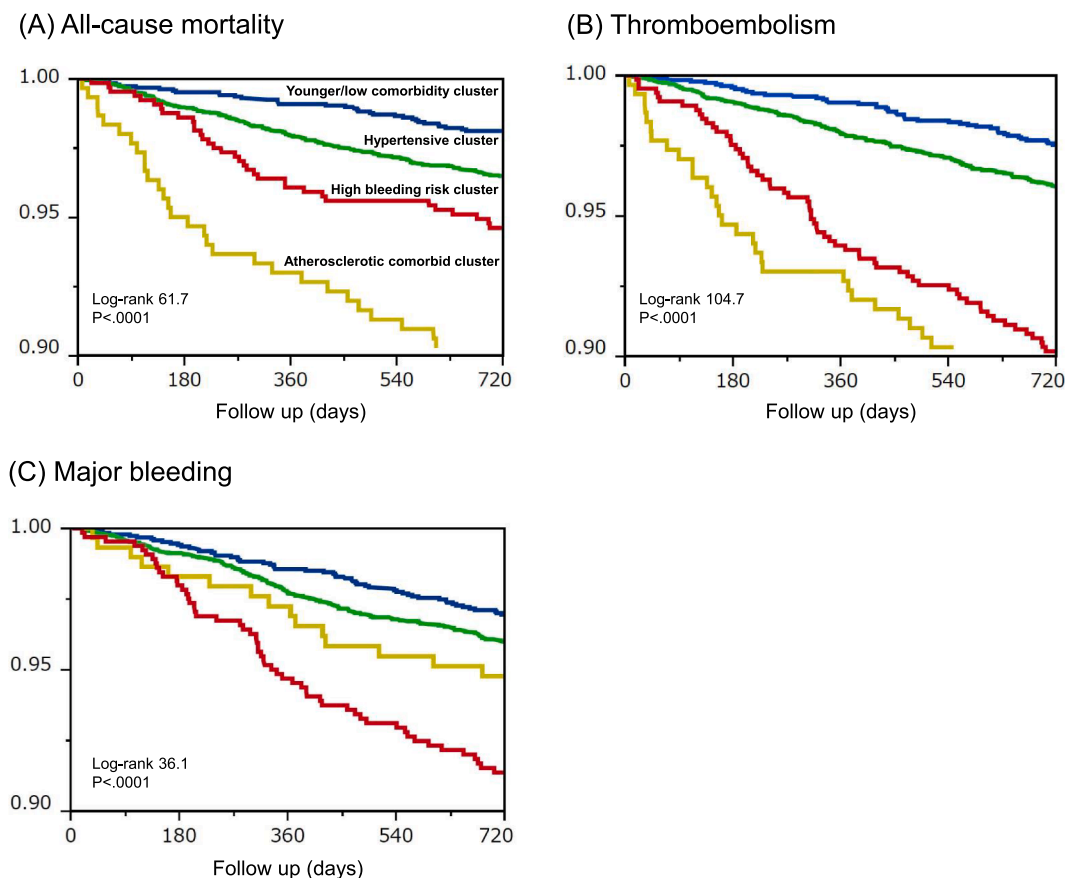 (A) All-cause mortality
1.00
0.95
0.90
Younger/low comorbidity cluster
Hypertensive cluster
High bleeding risk cluster
Atherosclerotic comorbid cluster
Log-rank 61.7
P<.0001
0 180 360 540 720
Follow up (days)
(B) Thromboembolism
1.00
0.95
0.90
Log-rank 104.7
P<.0001
0 180 360 540 720
Follow up (days)
(C) Major bleeding
1.00
0.95
0.90
Log-rank 36.1
P<.0001
0 180 360 540 720
Follow up (days)